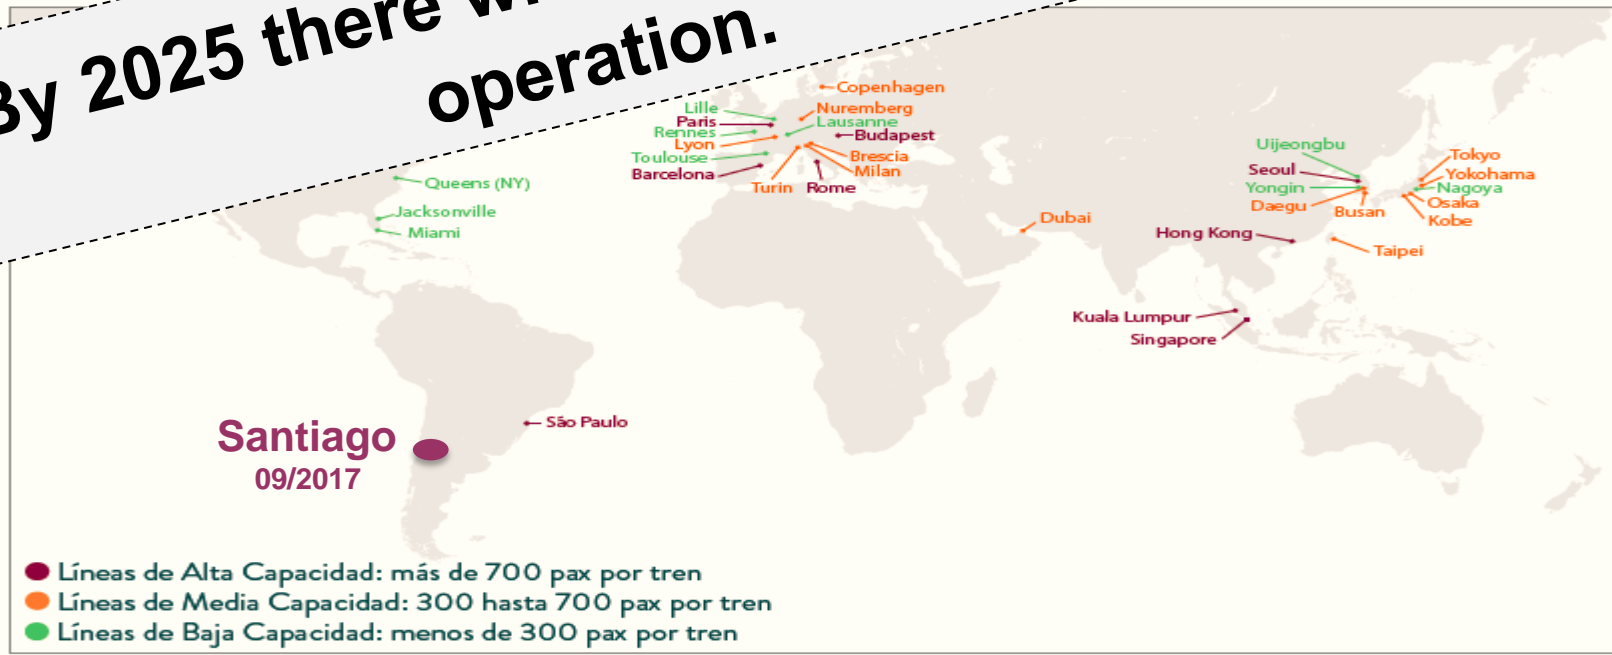 By 2025 there
operation.
Copenhagen
Lille
Nuremberg
Paris
Lausanne
Rennes
Budapest
Lyon
Toulouse
Brescia
Barcelona
Milan
Turin
Rome
Queens (NY)
Jacksonville
Miami
Dubai
Uijeongbu
Seoul
Yongin
Daegu
Busan
Tokyo
Yokohama
Nagoya
Osaka
Kobe
Hong Kong
Taipei
Kuala Lumpur
Singapore
São Paulo
Santiago
09/2017
Líneas de Alta Capacidad: más de 700 pax por tren
Líneas de Media Capacidad: 300 hasta 700 pax por tren
Líneas de Baja Capacidad: menos de 300 pax por tren